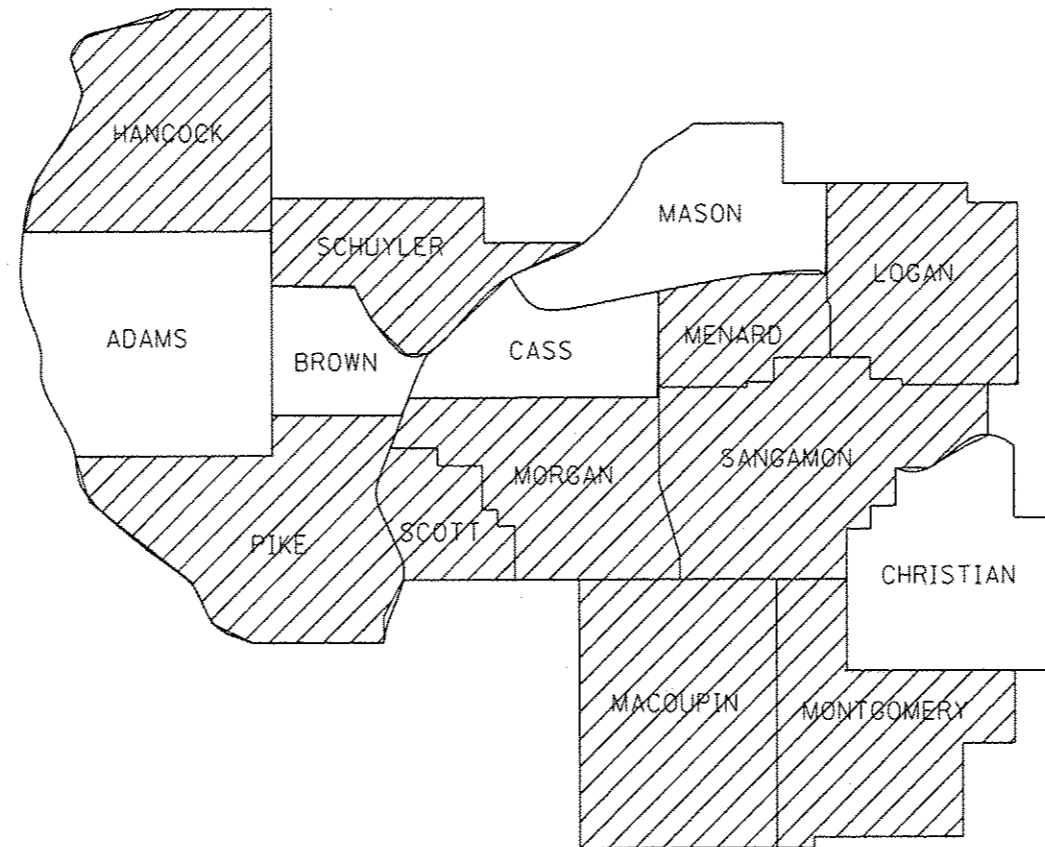 HANCOCK
MASON
SCHUYLER
LOGAN
ADAMS
MENARD
BROWN
CASS
SANGAMON
MORGAN
SCOTT
PIKE
CHRISTIAN
MACOUPIN
MONTGOMERY